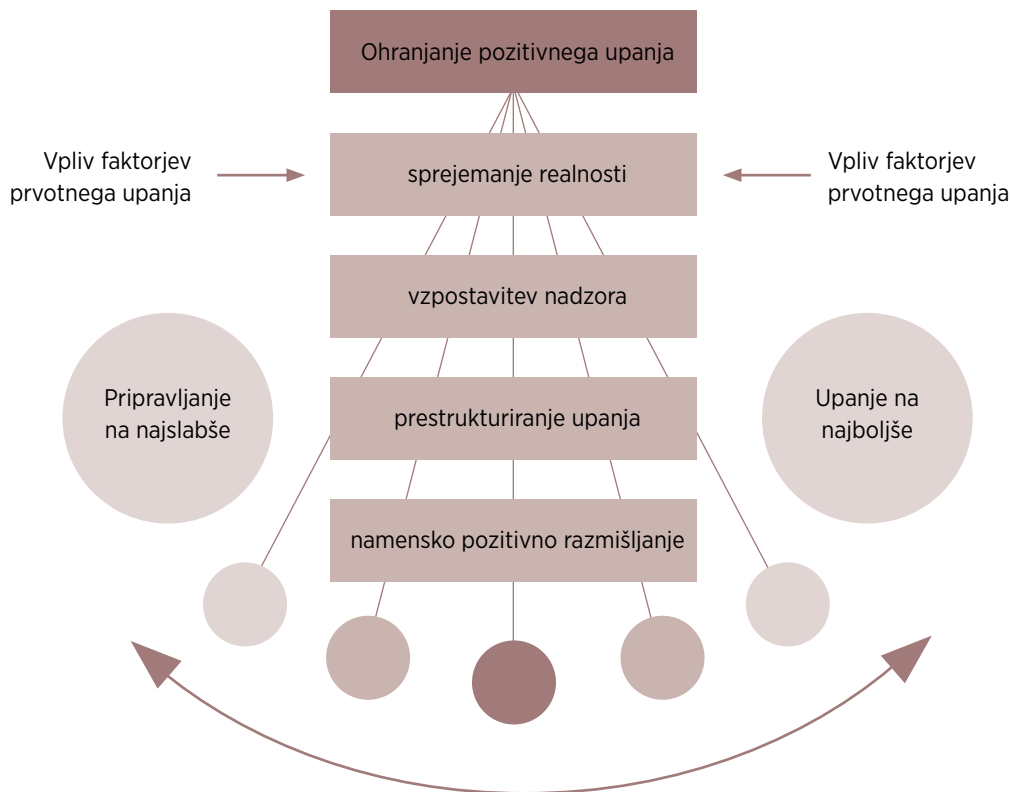 Ohranjanje pozitivnega upanja
Vpliv faktorjev
prvotnega upanja
sprejemanje realnosti
Vpliv faktorjev
prvotnega upanja
vzpostavitev nadzora
Pripravljanje
na najslabše
prestrukturiranje upanja
Upanje na
najboljše
namensko pozitivno razmišljanje